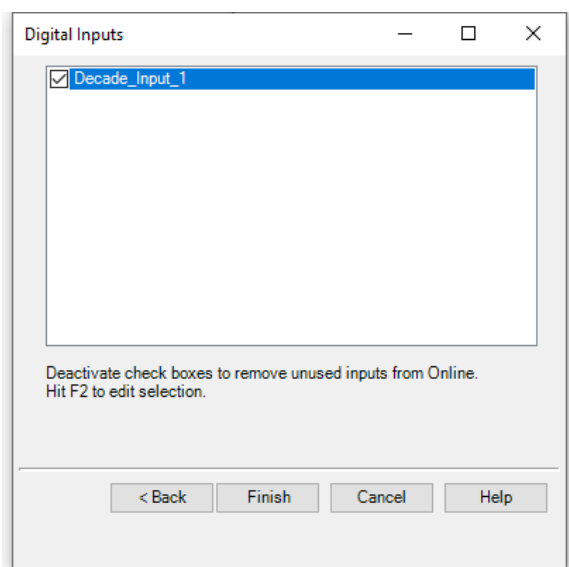 Digital Inputs
Decade_Input_1
Deactivate check boxes to remove unused inputs from Online.
Hit F2 to edit selection.
< Back Finish Cancel Help